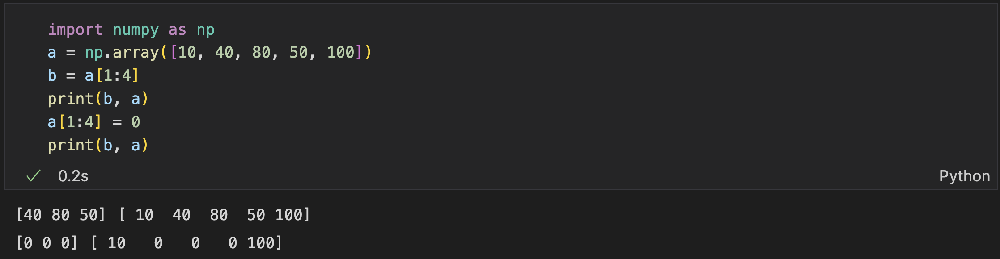 import numpy as np
a = np.array([10, 40, 80, 50, 100])
b = a[1:4]
print(b, a)
a[1:4] = 0
print(b, a)
0.2s
Python
[40 80 50] [ 10  40  80  50 100]
[0 0 0] [ 10   0   0   0 100]